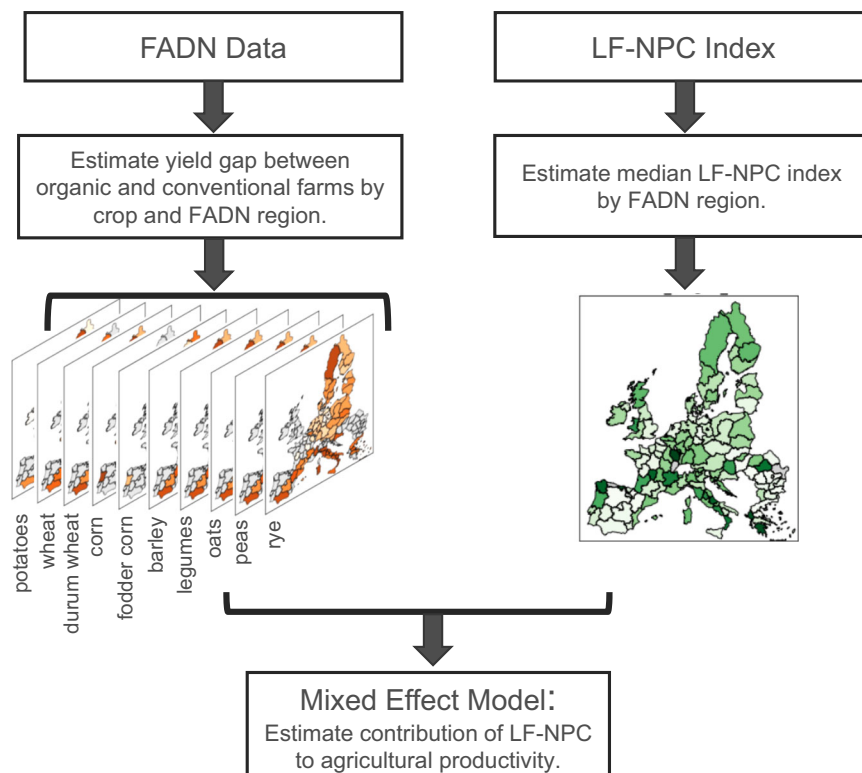 FADN Data
LF-NPC Index
Estimate yield gap between
organic and conventional farms by
crop and FADN region.
Estimate median LF-NPC index
by FADN region.
potatoes
wheat
durum wheat
corn
fodder corn
barley
legumes
oats
peas
rye
Mixed Effect Model:
Estimate contribution of LF-NPC
to agricultural productivity.